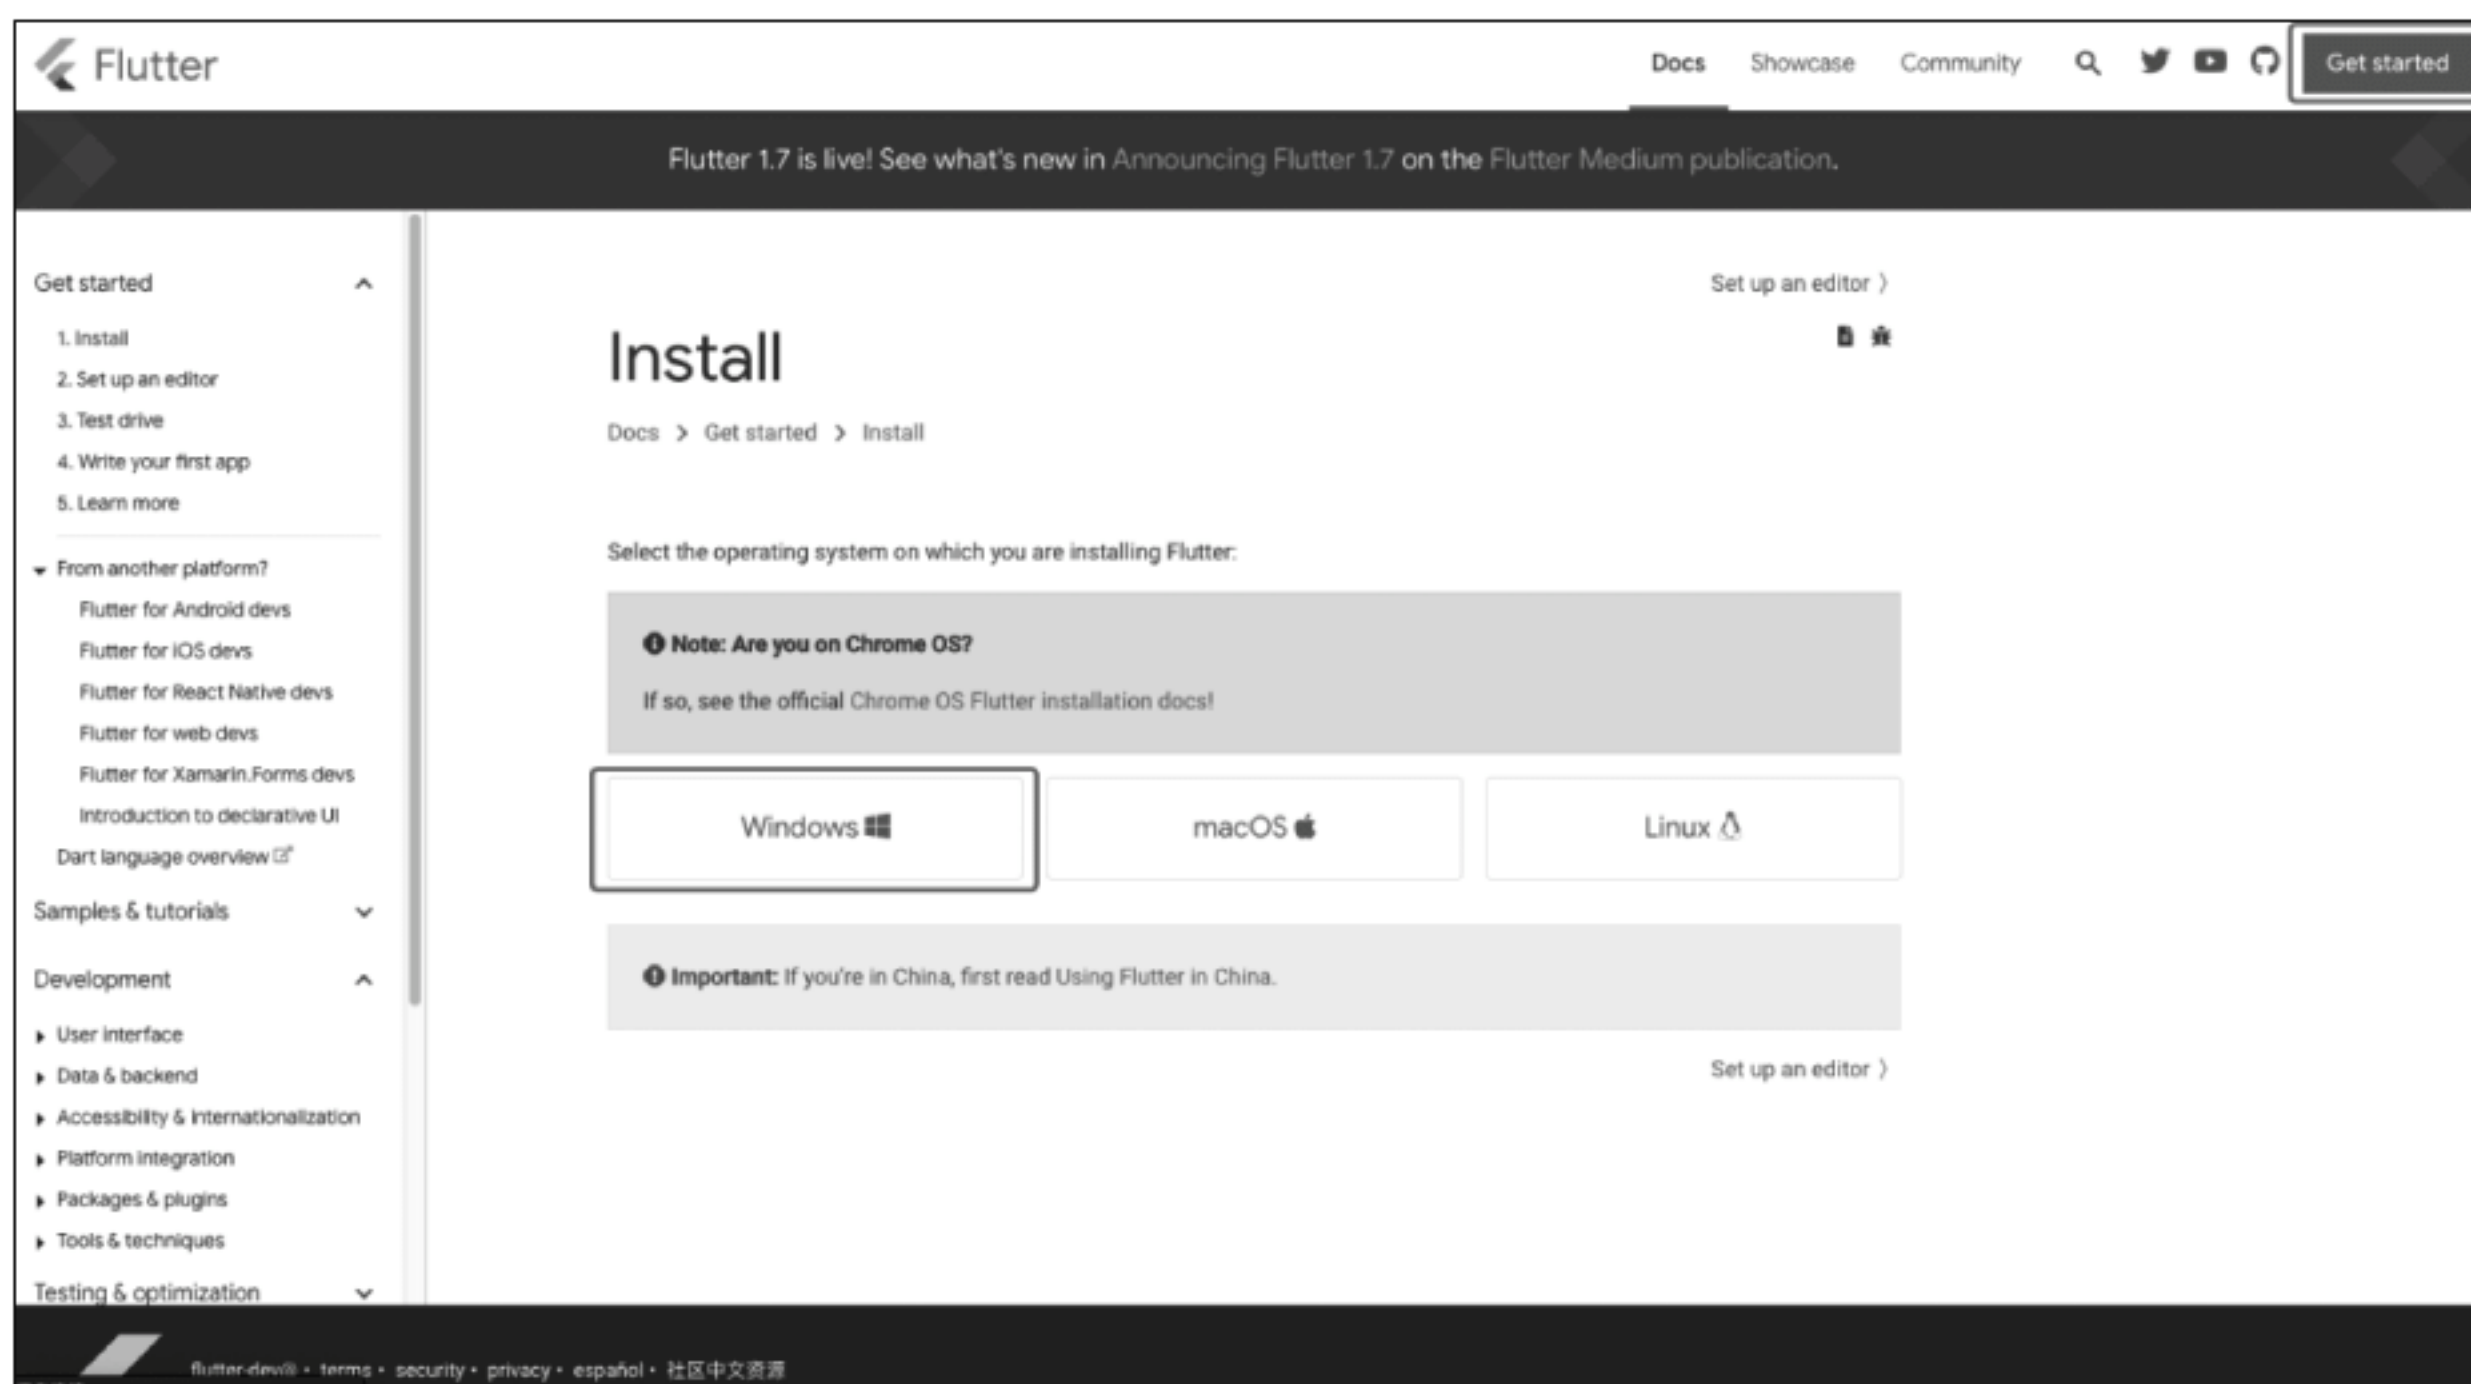 Flutter
Docs Showcase Community Get started
Flutter 1.7 is live! See what's new in Announcing Flutter 1.7 on the Flutter Medium publication.
Get started
1. Install
2. Set up an editor
3. Test drive
4. Write your first app
5. Learn more
From another platform?
Flutter for Android devs
Flutter for iOS devs
Flutter for React Native devs
Flutter for web devs
Flutter for Xamarin.Forms devs
Introduction to declarative UI
Dart language overview
Samples & tutorials
Development
User interface
Data & backend
Accessibility & internationalization
Platform integration
Packages & plugins
Tools & techniques
Testing & optimization
Set up an editor 〉
Install
Docs > Get started > Install
Select the operating system on which you are installing Flutter:
Note: Are you on Chrome OS?
If so, see the official Chrome OS Flutter installation docs!
Windows
macOS
Linux
Important: If you're in China, first read Using Flutter in China.
Set up an editor 〉
flutter-dev@ • terms • security • privacy • español • 社区中文资源